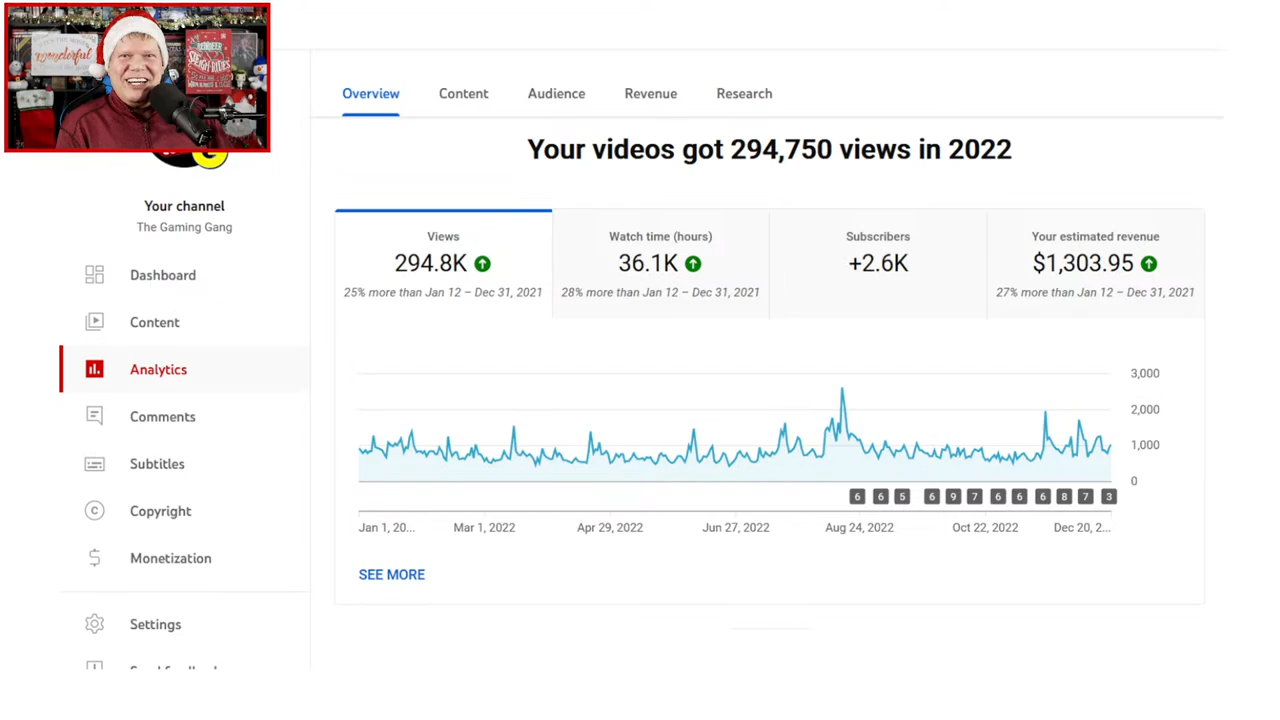 Wonderful
REINDEER
SLEIGH RIDES
Overview
Content
Audience
Revenue
Research
Your videos got 294,750 views in 2022
Your channel
The Gaming Gang
Dashboard
Content
Analytics
Comments
Subtitles
Copyright
Monetization
Settings
Views
294.8K
25% more than Jan 12 – Dec 31, 2021
Watch time (hours)
36.1K
28% more than Jan 12 – Dec 31, 2021
Subscribers
+2.6K
Your estimated revenue
$1,303.95
27% more than Jan 12 – Dec 31, 2021
3,000
2,000
1,000
0
6 6 5 6 9 7 6 6 6 8 7 3
Jan 1, 20... Mar 1, 2022 Apr 29, 2022 Jun 27, 2022 Aug 24, 2022 Oct 22, 2022 Dec 20, 2...
SEE MORE